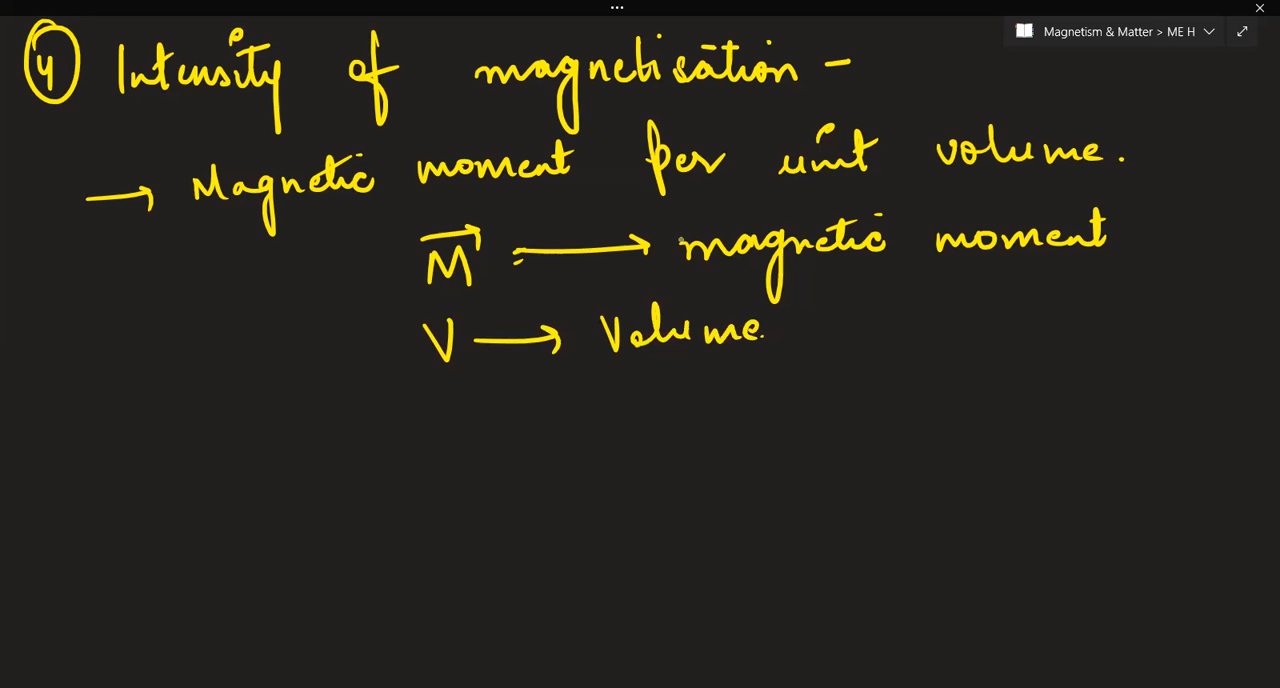 ...
Magnetism & Matter > ME H
④ Intensity of magnetisation -
→ Magnetic moment per unit volume.
M⃗ ⟶ magnetic moment
V ⟶ Volume.